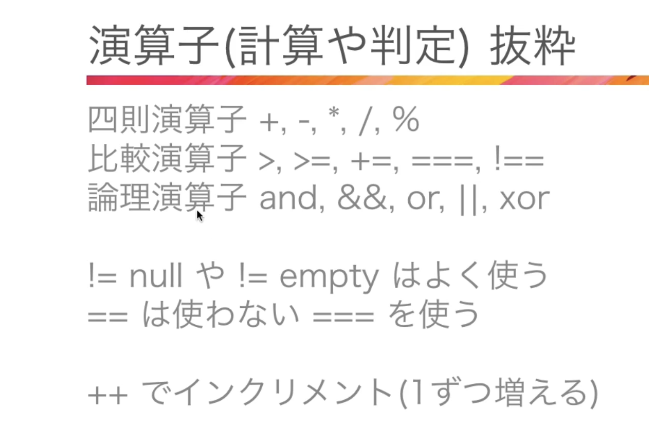 演算子(計算や判定) 抜粋
四則演算子 +, -, *, /, %
比較演算子 >, >=, +=, ===, !==
論理演算子 and, &&, or, ||, xor
!= null や != empty はよく使う
== は使わない === を使う
++ でインクリメント(1ずつ増える)